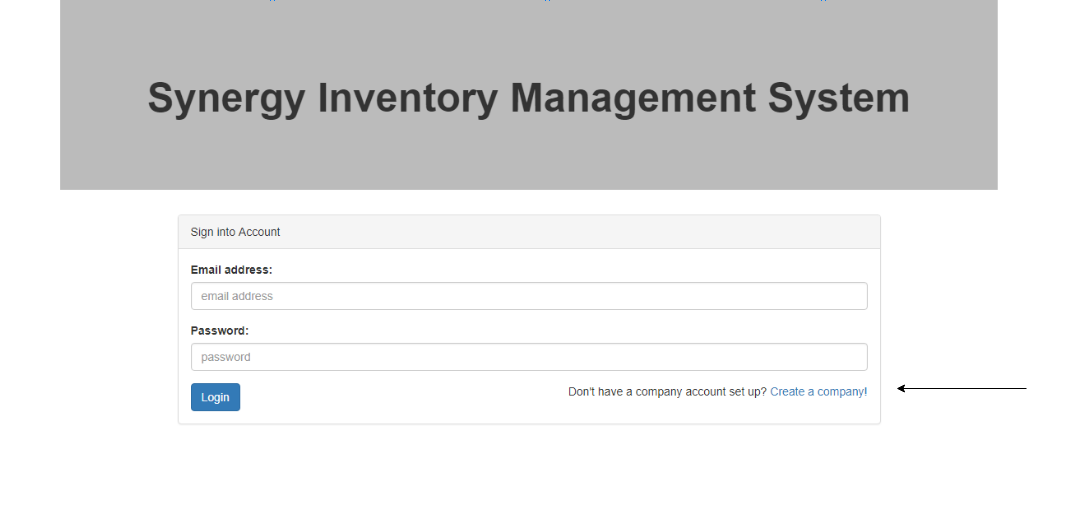 Synergy Inventory Management System
Sign into Account
Email address:
email address
Password:
password
Login
Don't have a company account set up? Create a company!